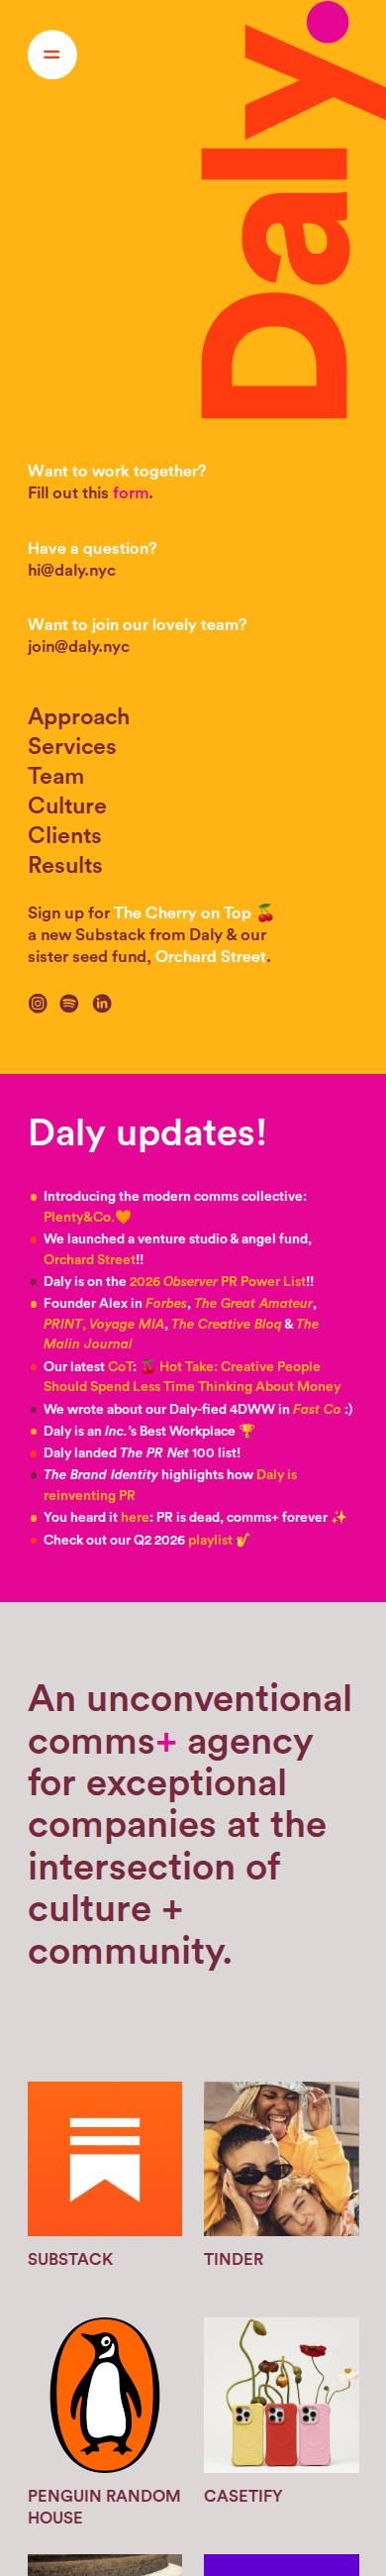 Daly.
Want to work together?
Fill out this form.
Have a question?
hi@daly.nyc
Want to join our lovely team?
join@daly.nyc
Approach
Services
Team
Culture
Clients
Results
Sign up for The Cherry on Top 🍒
a new Substack from Daly & our
sister seed fund, Orchard Street.
Daly updates!
Introducing the modern comms collective:
Plenty&Co.🧡
We launched a venture studio & angel fund,
Orchard Street!!
Daly is on the 2026 Observer PR Power List!!
Founder Alex in Forbes, The Great Amateur,
PRINT, Voyage MIA, The Creative Bloq & The
Malin Journal
Our latest CoT: 🍒 Hot Take: Creative People
Should Spend Less Time Thinking About Money
We wrote about our Daly-fied 4DWW in Fast Co :)
Daly is an Inc.'s Best Workplace 🏆
Daly landed The PR Net 100 list!
The Brand Identity highlights how Daly is
reinventing PR
You heard it here: PR is dead, comms+ forever ✨
Check out our Q2 2026 playlist 🎷
An unconventional
comms+ agency
for exceptional
companies at the
intersection of
culture +
community.
SUBSTACK
TINDER
PENGUIN RANDOM
HOUSE
CASETIFY